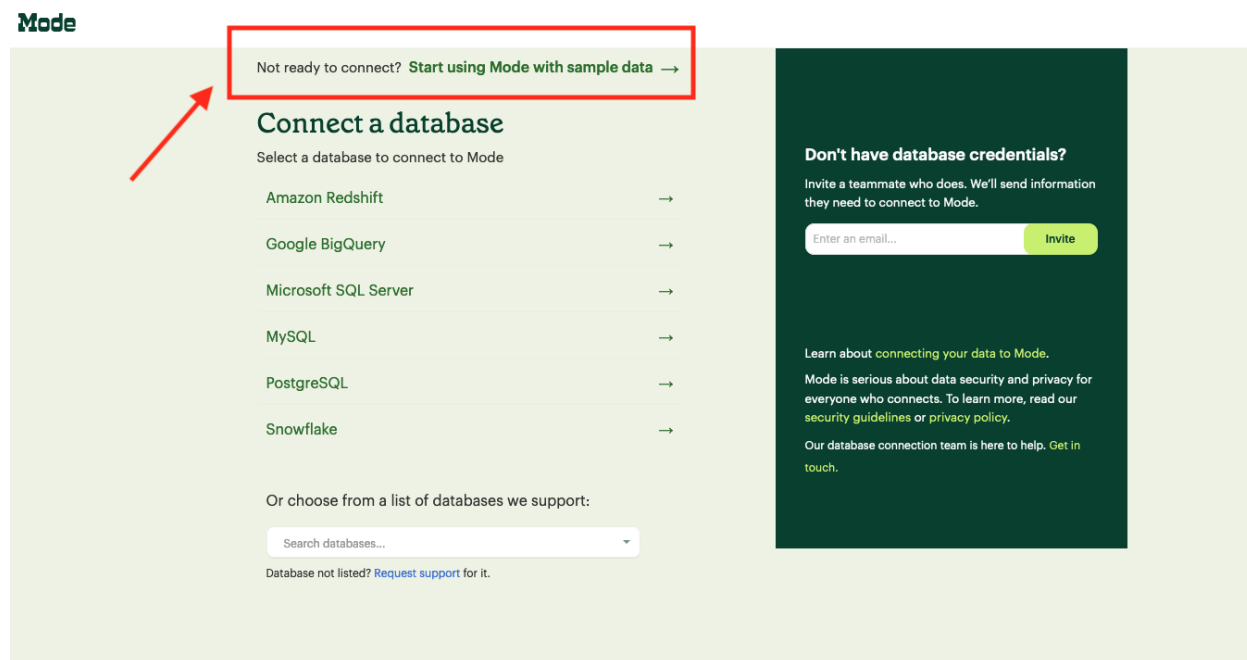 Mode
Not ready to connect? Start using Mode with sample data →
Connect a database
Select a database to connect to Mode
Amazon Redshift →
Google BigQuery →
Microsoft SQL Server →
MySQL →
PostgreSQL →
Snowflake →
Or choose from a list of databases we support:
Search databases...
Database not listed? Request support for it.
Don't have database credentials?
Invite a teammate who does. We'll send information
they need to connect to Mode.
Enter an email... Invite
Learn about connecting your data to Mode.
Mode is serious about data security and privacy for
everyone who connects. To learn more, read our
security guidelines or privacy policy.
Our database connection team is here to help. Get in
touch.